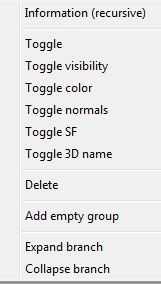 Information (recursive)
Toggle
Toggle visibility
Toggle color
Toggle normals
Toggle SF
Toggle 3D name
Delete
Add empty group
Expand branch
Collapse branch